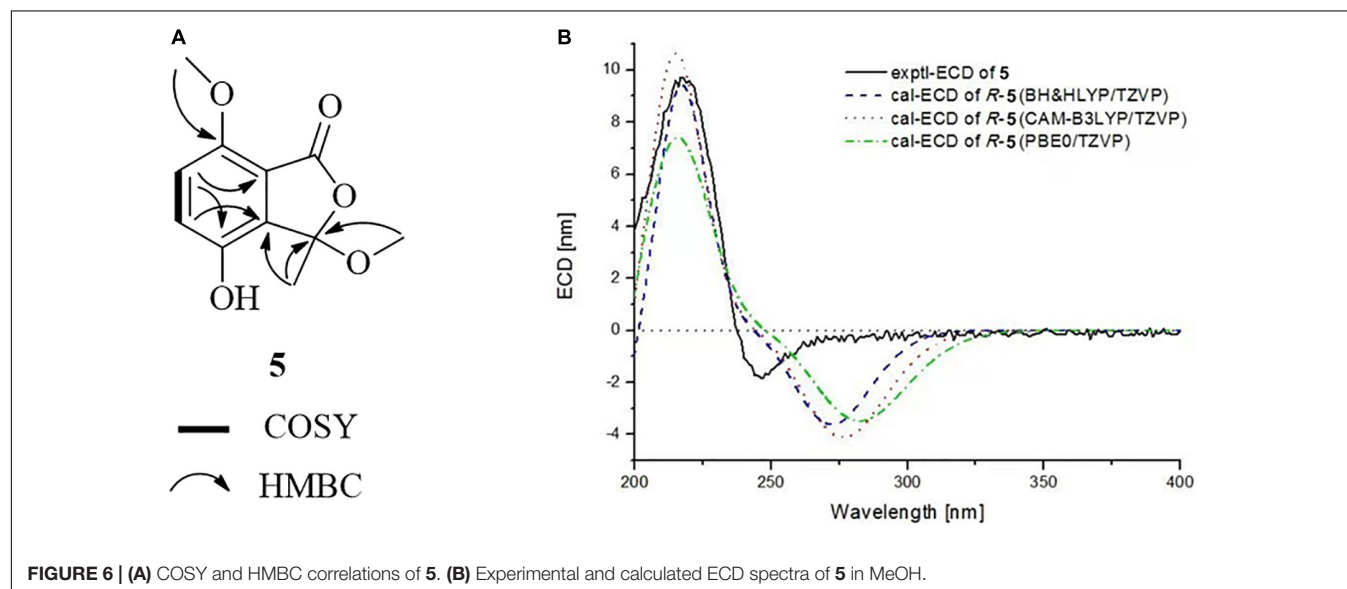 A
O
O
O
O
OH
5
COSY
HMBC
B
exptl-ECD of 5
cal-ECD of R-5 (BH&HLYP/TZVP)
cal-ECD of R-5 (CAM-B3LYP/TZVP)
cal-ECD of R-5 (PBE0/TZVP)
ECD [nm]
10
8
6
4
2
0
-2
-4
200 250 300 350 400
Wavelength [nm]
FIGURE 6 | (A) COSY and HMBC correlations of 5. (B) Experimental and calculated ECD spectra of 5 in MeOH.